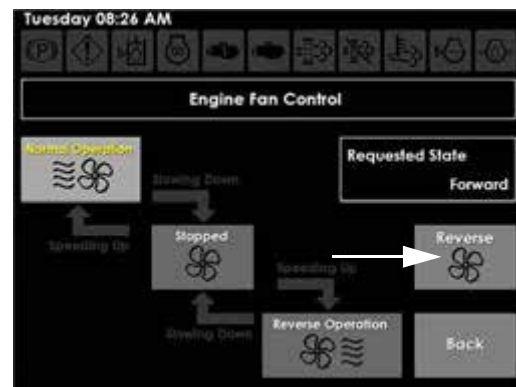 Tuesday 08:26 AM
Engine Fan Control
Normal Operation
Requested State
Forward
Slowing Down
Speeding Up
Stopped
Reverse
Speeding Up
Slowing Down
Reverse Operation
Back